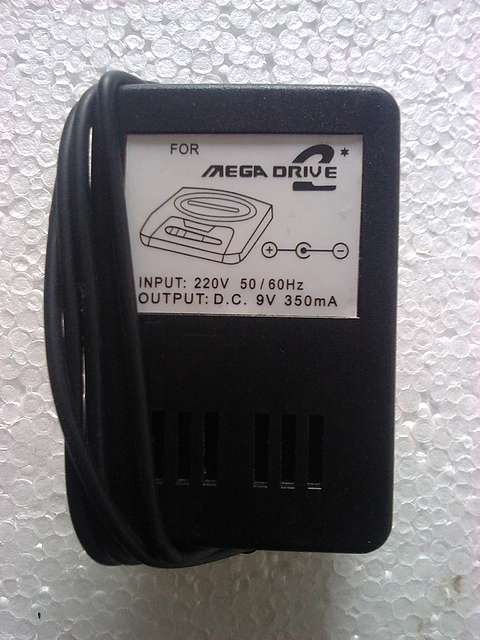 FOR
MEGA DRIVE 2 *
+ -
INPUT: 220V 50/60Hz
OUTPUT: D.C. 9V 350mA